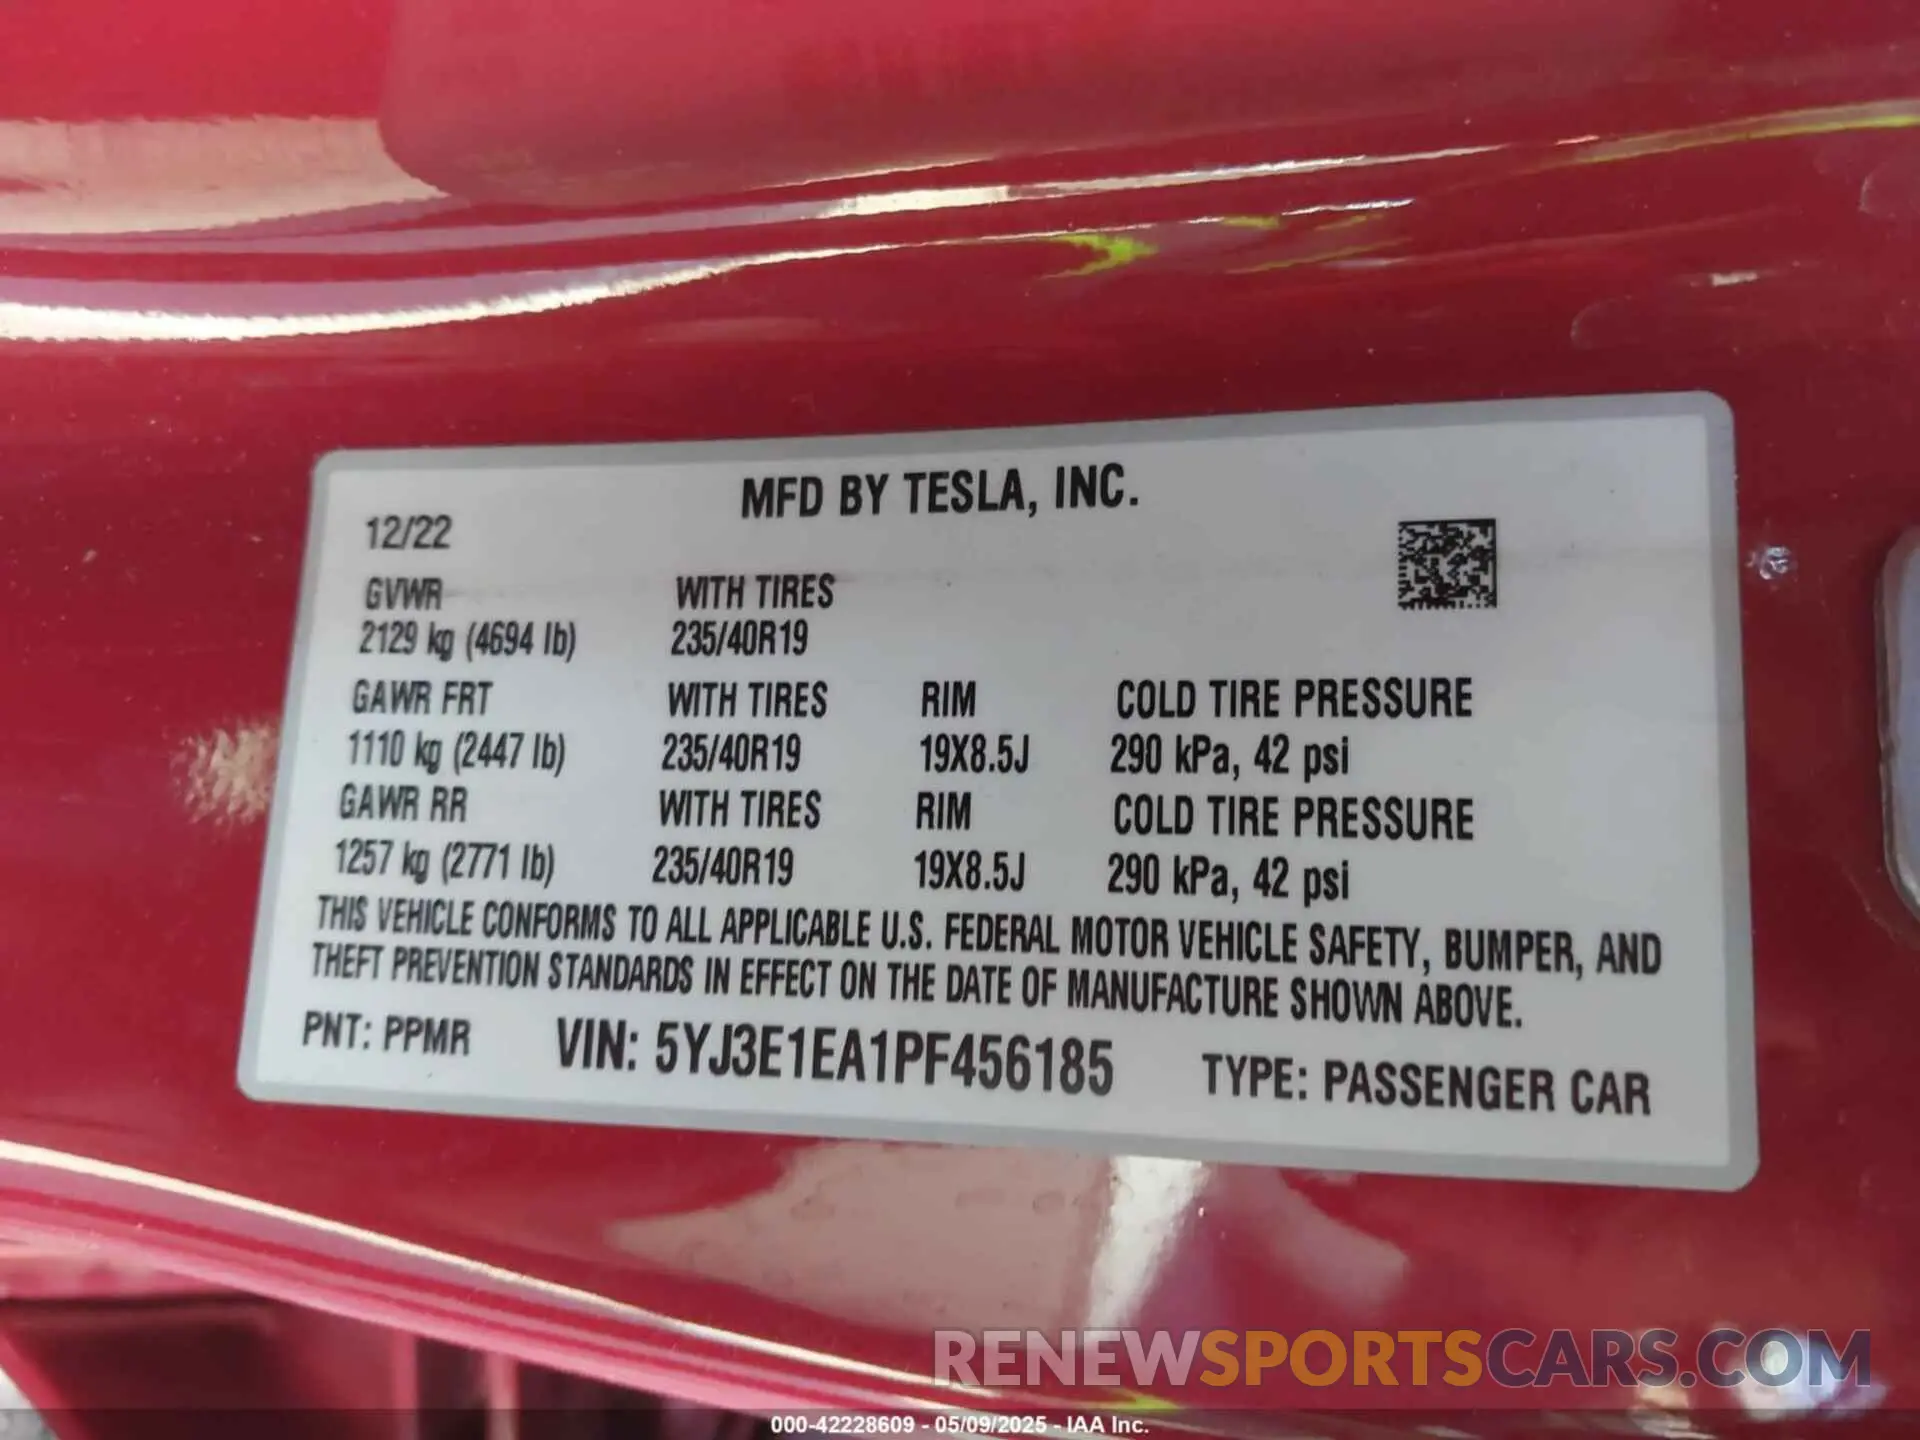 MFD BY TESLA, INC.
12/22
GVWR WITH TIRES
2129 kg (4694 lb) 235/40R19
GAWR FRT WITH TIRES RIM COLD TIRE PRESSURE
1110 kg (2447 lb) 235/40R19 19X8.5J 290 kPa, 42 psi
GAWR RR WITH TIRES RIM COLD TIRE PRESSURE
1257 kg (2771 lb) 235/40R19 19X8.5J 290 kPa, 42 psi
THIS VEHICLE CONFORMS TO ALL APPLICABLE U.S. FEDERAL MOTOR VEHICLE SAFETY, BUMPER, AND
THEFT PREVENTION STANDARDS IN EFFECT ON THE DATE OF MANUFACTURE SHOWN ABOVE.
PNT: PPMR VIN: 5YJ3E1EA1PF456185 TYPE: PASSENGER CAR
RENEWSPORTSCARS.COM
000-42228609 - 05/09/2025 - IAA Inc.